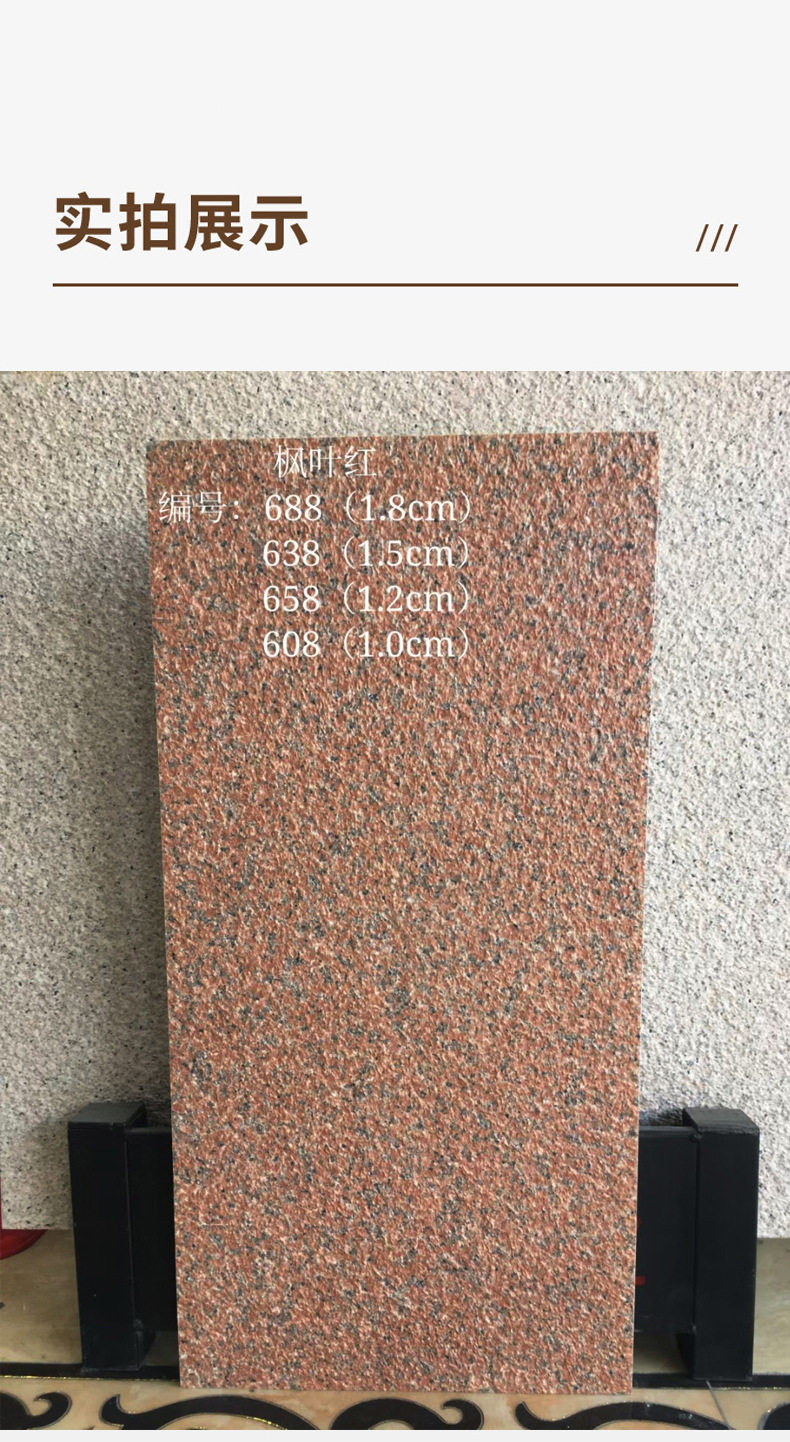 实拍展示
///
枫叶红
编号：688（1.8cm）
638（1.5cm）
658（1.2cm）
608（1.0cm）